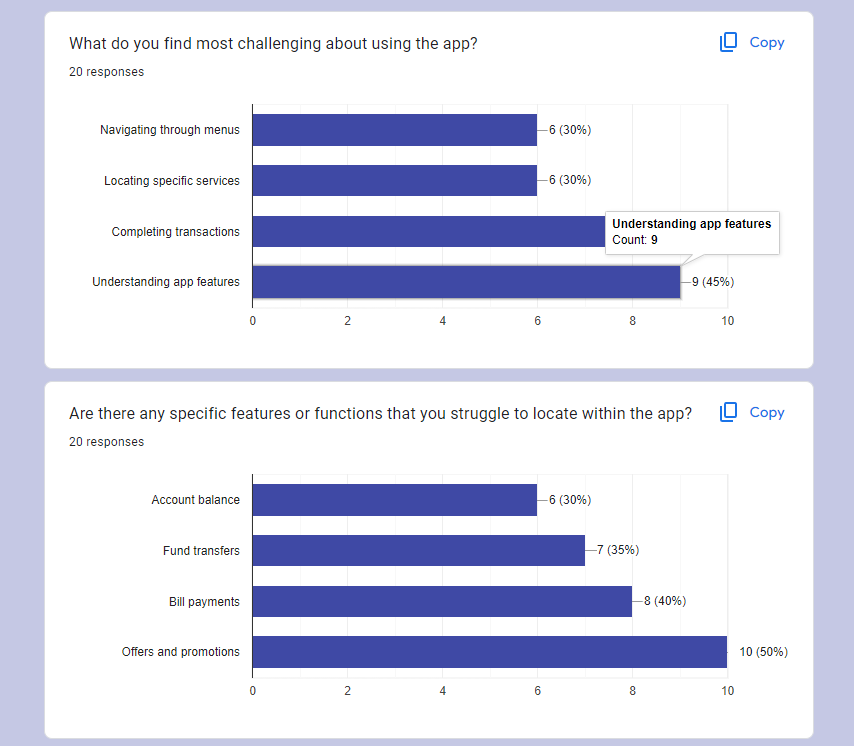 What do you find most challenging about using the app?
Copy
20 responses
Navigating through menus
6 (30%)
Locating specific services
6 (30%)
Completing transactions
Understanding app features
Count: 9
Understanding app features
9 (45%)
0 2 4 6 8 10
Are there any specific features or functions that you struggle to locate within the app?
Copy
20 responses
Account balance
6 (30%)
Fund transfers
7 (35%)
Bill payments
8 (40%)
Offers and promotions
10 (50%)
0 2 4 6 8 10